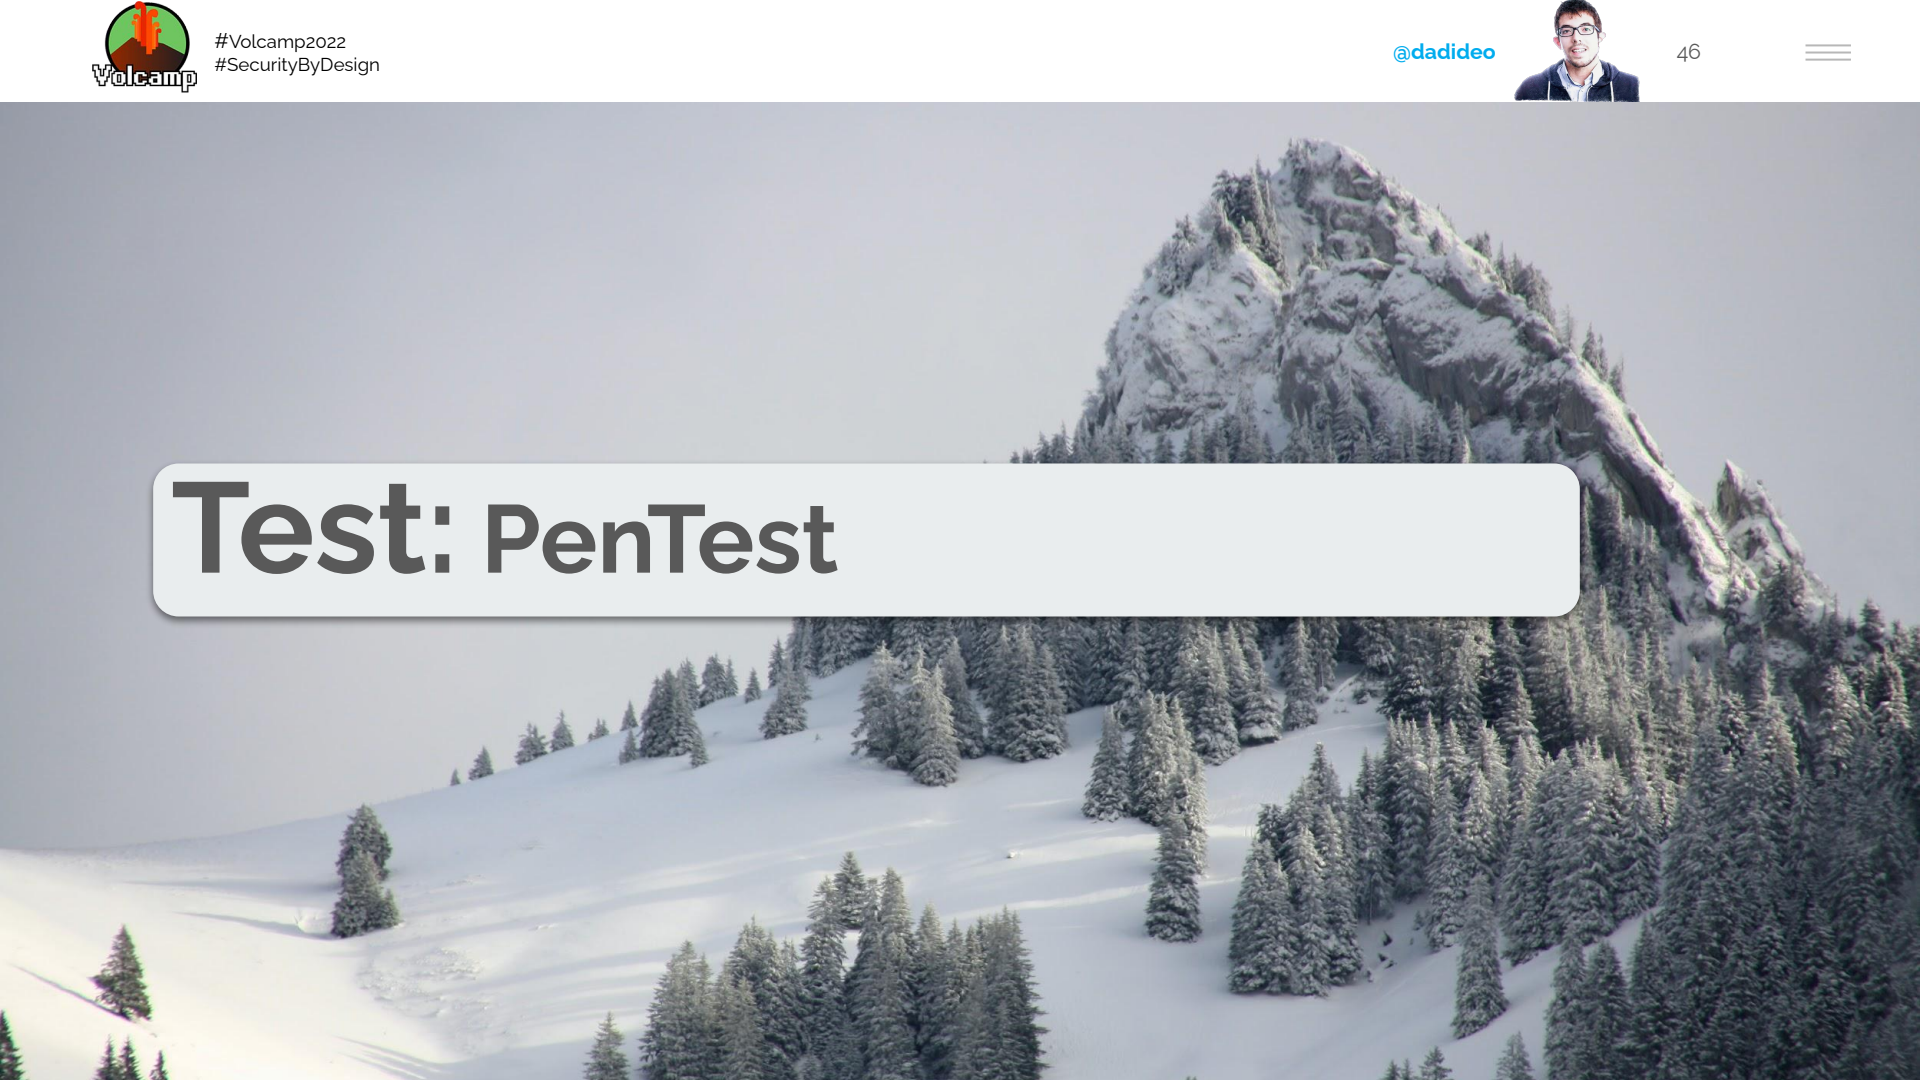 Volcamp
#Volcamp2022
#SecurityByDesign
@dadideo
46
Test: PenTest